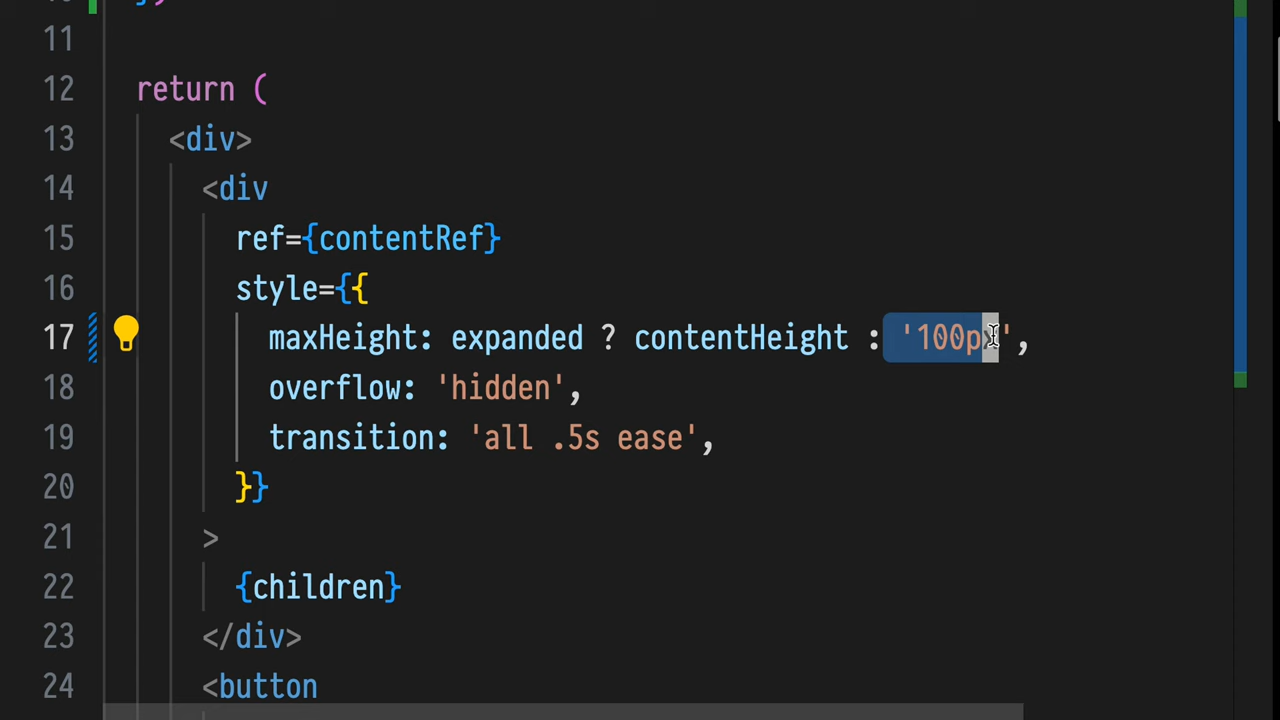 11
12 return (
13 <div>
14 <div
15 ref={contentRef}
16 style={{
17 maxHeight: expanded ? contentHeight : '100px',
18 overflow: 'hidden',
19 transition: 'all .5s ease',
20 }}
21 >
22 {children}
23 </div>
24 <button